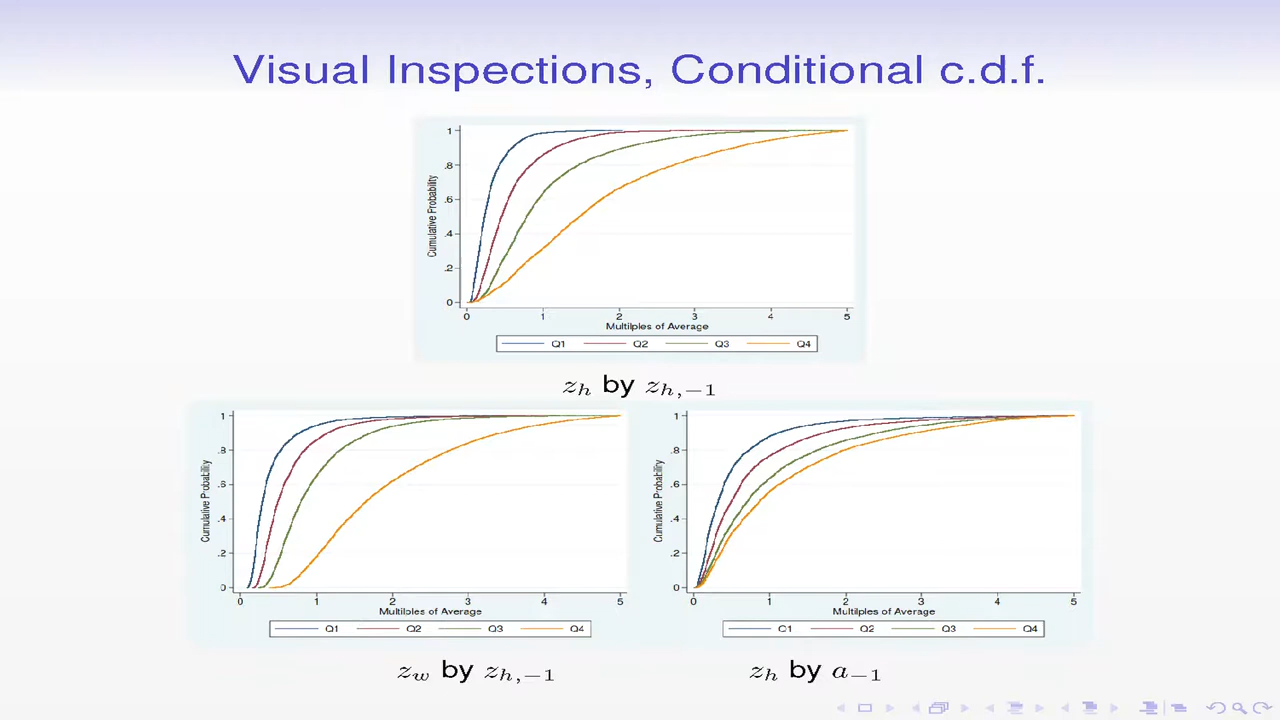 Visual Inspections, Conditional c.d.f.
Cumulative Probability
1
.8
.6
.4
.2
0
0 1 2 3 4 5
Multilples of Average
Q1 Q2 Q3 Q4
z_h by z_{h,−1}
Cumulative Probability
1
.8
.6
.4
.2
0
0 1 2 3 4 5
Multilples of Average
Q1 Q2 Q3 Q4
z_w by z_{h,−1}
Cumulative Probability
1
.8
.6
.4
.2
0
0 1 2 3 4 5
Multilples of Average
Q1 Q2 Q3 Q4
z_h by a_{−1}